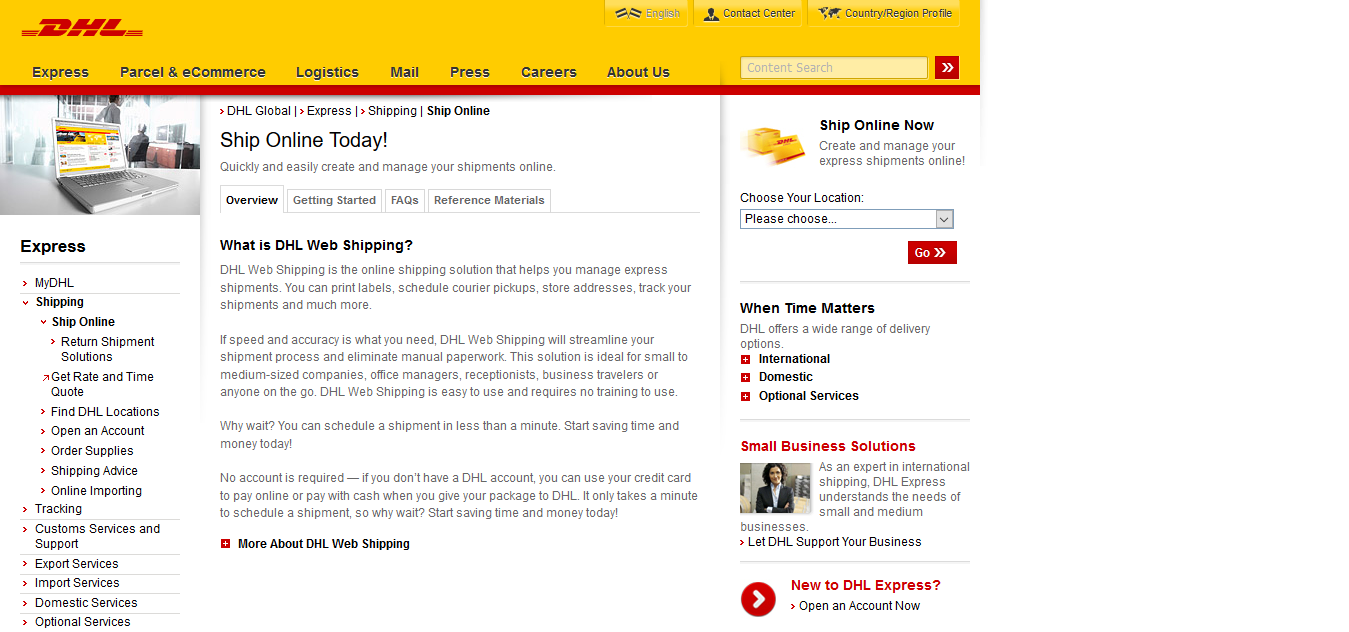 DHL
English
Contact Center
Country/Region Profile
Express
Parcel & eCommerce
Logistics
Mail
Press
Careers
About Us
Content Search
DHL Global | Express | Shipping | Ship Online
Ship Online Today!
Quickly and easily create and manage your shipments online.
Overview
Getting Started
FAQs
Reference Materials
Express
MyDHL
Shipping
Ship Online
Return Shipment
Solutions
Get Rate and Time
Quote
Find DHL Locations
Open an Account
Order Supplies
Shipping Advice
Online Importing
Tracking
Customs Services and
Support
Export Services
Import Services
Domestic Services
Optional Services
What is DHL Web Shipping?
DHL Web Shipping is the online shipping solution that helps you manage express
shipments. You can print labels, schedule courier pickups, store addresses, track your
shipments and much more.
If speed and accuracy is what you need, DHL Web Shipping will streamline your
shipment process and eliminate manual paperwork. This solution is ideal for small to
medium-sized companies, office managers, receptionists, business travelers or
anyone on the go. DHL Web Shipping is easy to use and requires no training to use.
Why wait? You can schedule a shipment in less than a minute. Start saving time and
money today!
No account is required — if you don’t have a DHL account, you can use your credit card
to pay online or pay with cash when you give your package to DHL. It only takes a minute
to schedule a shipment, so why wait? Start saving time and money today!
More About DHL Web Shipping
Ship Online Now
Create and manage your
express shipments online!
Choose Your Location:
Please choose...
Go
When Time Matters
DHL offers a wide range of delivery
options.
International
Domestic
Optional Services
Small Business Solutions
As an expert in international
shipping, DHL Express
understands the needs of
small and medium
businesses.
Let DHL Support Your Business
New to DHL Express?
Open an Account Now